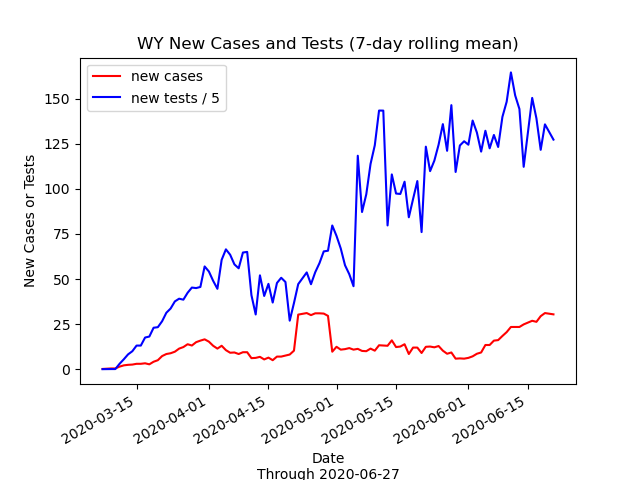 WY New Cases and Tests (7-day rolling mean)
new cases
new tests / 5
New Cases or Tests
150
125
100
75
50
25
0
2020-03-15
2020-04-01
2020-04-15
2020-05-01
2020-05-15
2020-06-01
2020-06-15
Date
Through 2020-06-27